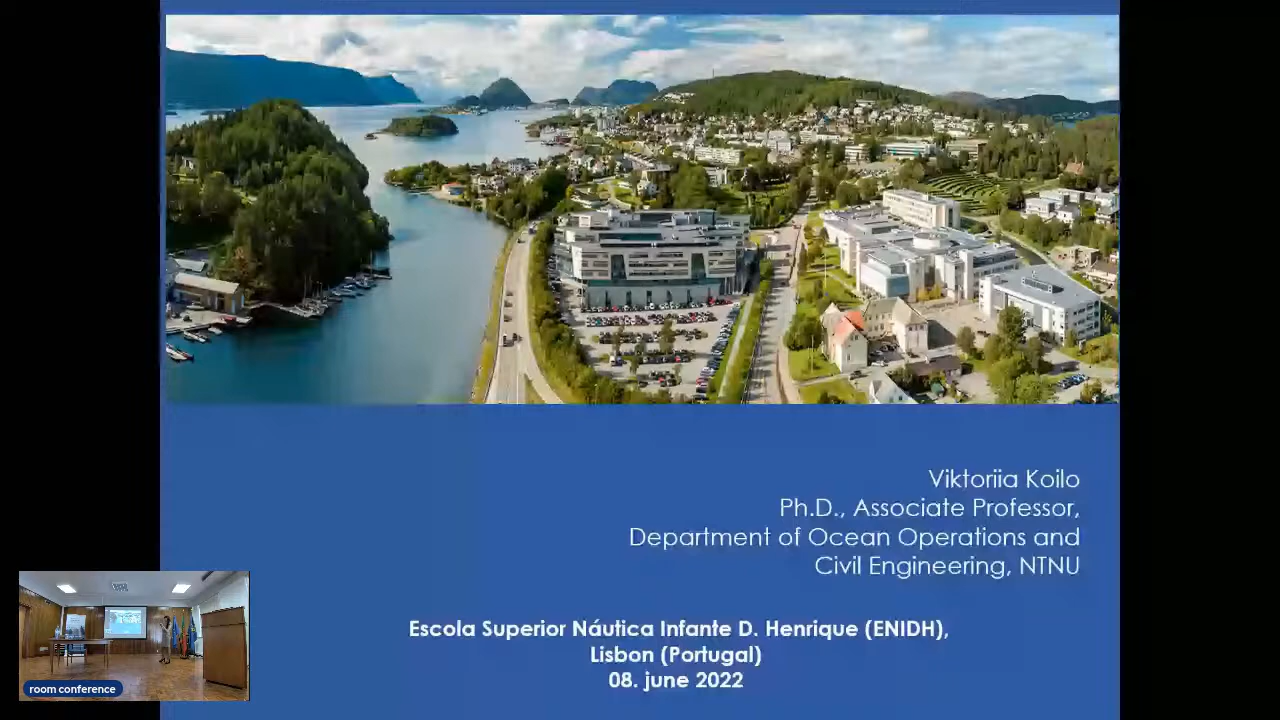 Viktoriia Koilo
Ph.D., Associate Professor,
Department of Ocean Operations and
Civil Engineering, NTNU
Escola Superior Náutica Infante D. Henrique (ENIDH),
Lisbon (Portugal)
08. june 2022
room conference